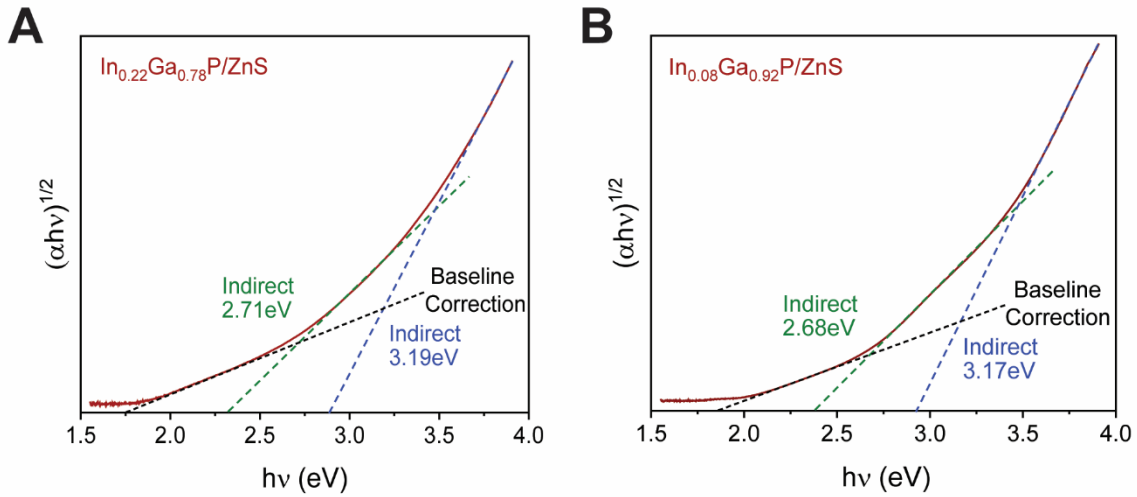 A
In₀.₂₂Ga₀.₇₈P/ZnS
(αhν)¹/²
Indirect
2.71eV
Baseline
Correction
Indirect
3.19eV
1.5 2.0 2.5 3.0 3.5 4.0
hν (eV)
B
In₀.₀₈Ga₀.₉₂P/ZnS
(αhν)¹/²
Indirect
2.68eV
Baseline
Correction
Indirect
3.17eV
1.5 2.0 2.5 3.0 3.5 4.0
hν (eV)